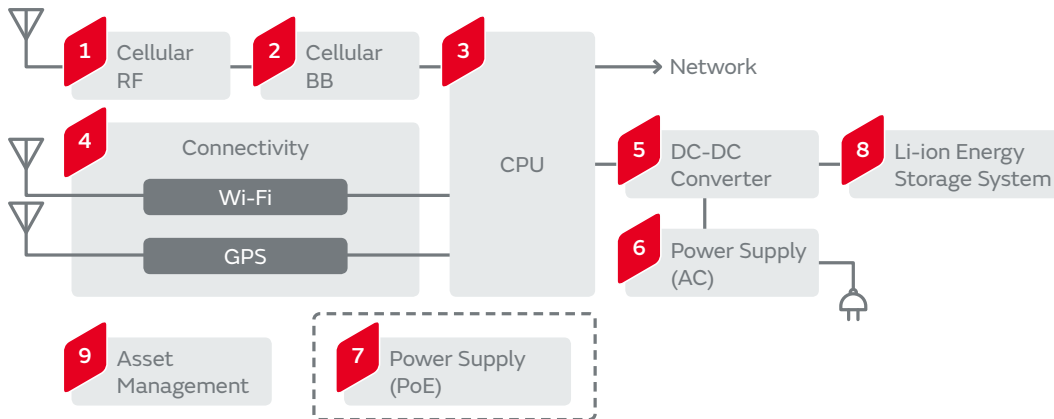 1 Cellular
RF
2 Cellular
BB
3
CPU
Network
4
Connectivity
Wi-Fi
GPS
5 DC-DC
Converter
8 Li-ion Energy
Storage System
6 Power Supply
(AC)
9 Asset
Management
7 Power Supply
(PoE)